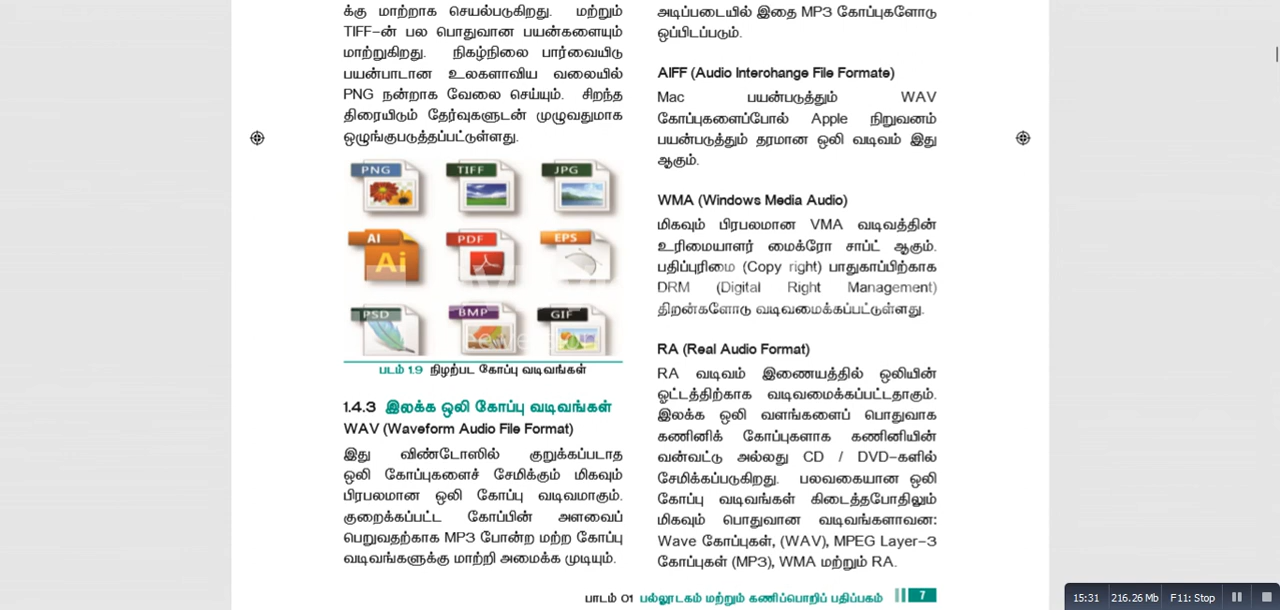 க்கு மாற்றாக செயல்படுகிறது. மற்றும்
TIFF-ன் பல பொதுவான பயன்களையும்
மாற்றுகிறது. நிகழ்நிலை பார்வையிடு
பயன்பாடான உலகளாவிய வலையில்
PNG நன்றாக வேலை செய்யும். சிறந்த
திரையிடும் தேர்வுகளுடன் முழுவதுமாக
ஒழுங்குபடுத்தப்பட்டுள்ளது.
PNG TIFF JPG
AI PDF EPS
Ai
PSD BMP GIF
படம் 1.9 நிழற்பட கோப்பு வடிவங்கள்
1.4.3 இலக்க ஒலி கோப்பு வடிவங்கள்
WAV (Waveform Audio File Format)
இது விண்டோஸில் குறுக்கப்படாத
ஒலி கோப்புகளைச் சேமிக்கும் மிகவும்
பிரபலமான ஒலி கோப்பு வடிவமாகும்.
குறைக்கப்பட்ட கோப்பின் அளவைப்
பெறுவதற்காக MP3 போன்ற மற்ற கோப்பு
வடிவங்களுக்கு மாற்றி அமைக்க முடியும்.
அடிப்படையில் இதை MP3 கோப்புகளோடு
ஒப்பிடப்படும்.
AIFF (Audio Interohange File Formate)
Mac பயன்படுத்தும் WAV
கோப்புகளைப்போல் Apple நிறுவனம்
பயன்படுத்தும் தரமான ஒலி வடிவம் இது
ஆகும்.
WMA (Windows Media Audio)
மிகவும் பிரபலமான VMA வடிவத்தின்
உரிமையாளர் மைக்ரோ சாப்ட் ஆகும்.
பதிப்புரிமை (Copy right) பாதுகாப்பிற்காக
DRM (Digital Right Management)
திறன்களோடு வடிவமைக்கப்பட்டுள்ளது.
RA (Real Audio Format)
RA வடிவம் இணையத்தில் ஒலியின்
ஓட்டத்திற்காக வடிவமைக்கப்பட்டதாகும்.
இலக்க ஒலி வளங்களைப் பொதுவாக
கணினிக் கோப்புகளாக கணினியின்
வன்வட்டு அல்லது CD / DVD-களில்
சேமிக்கப்படுகிறது. பலவகையான ஒலி
கோப்பு வடிவங்கள் கிடைத்தபோதிலும்
மிகவும் பொதுவான வடிவங்களாவன:
Wave கோப்புகள், (WAV), MPEG Layer-3
கோப்புகள் (MP3), WMA மற்றும் RA.
பாடம் 01 பல்லூடகம் மற்றும் கணிப்பொறிப் பதிப்பகம் 7
15:31 216.26 Mb F11: Stop